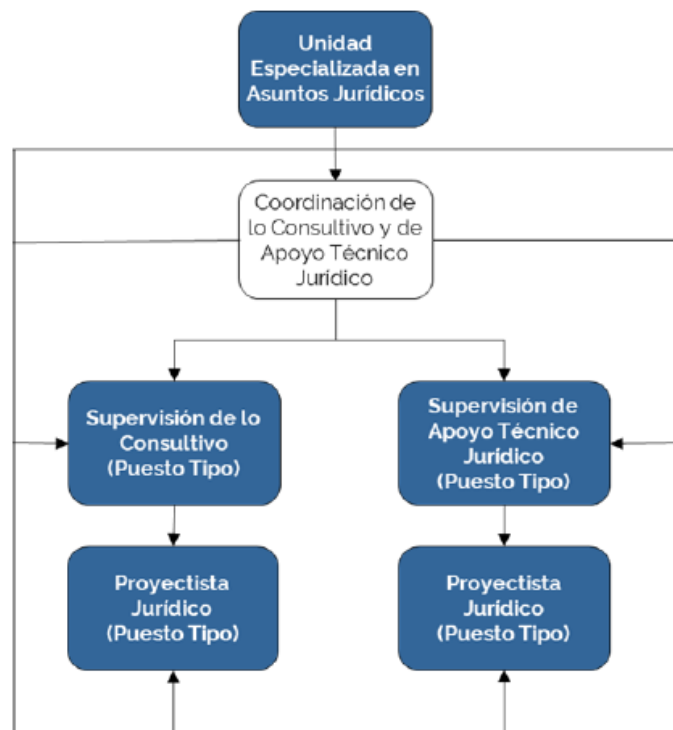 Unidad
Especializada en
Asuntos Jurídicos
Coordinación de
lo Consultivo y de
Apoyo Técnico
Jurídico
Supervisión de lo
Consultivo
(Puesto Tipo)
Supervisión de
Apoyo Técnico
Jurídico
(Puesto Tipo)
Proyectista
Jurídico
(Puesto Tipo)
Proyectista
Jurídico
(Puesto Tipo)